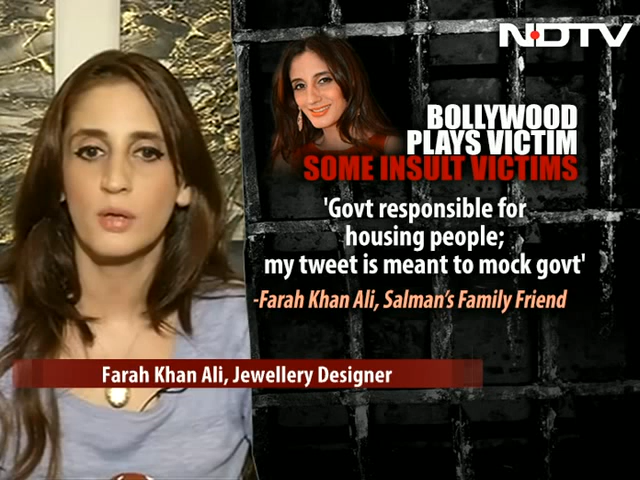 NDTV
BOLLYWOOD
PLAYS VICTIM
SOME INSULT VICTIMS
'Govt responsible for
housing people;
my tweet is meant to mock govt'
-Farah Khan Ali, Salman's Family Friend
Farah Khan Ali, Jewellery Designer